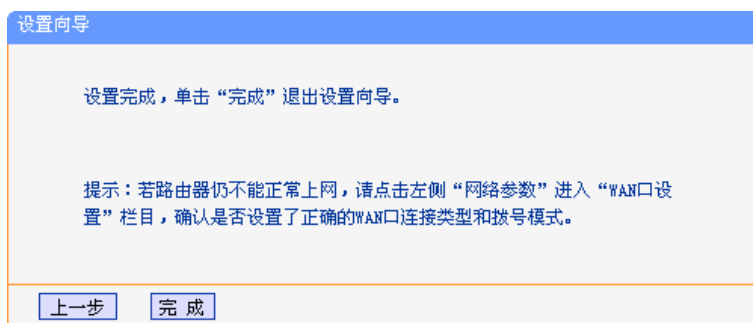 设置向导
设置完成，单击“完成”退出设置向导。
提示：若路由器仍不能正常上网，请点击左侧“网络参数”进入“WAN口设
置”栏目，确认是否设置了正确的WAN口连接类型和拨号模式。
上一步 完 成